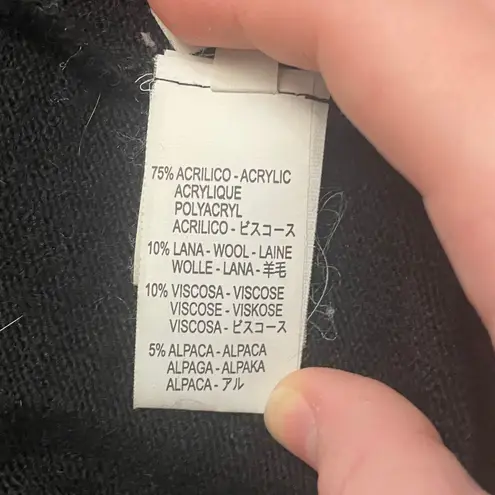 75% ACRILICO - ACRYLIC
ACRYLIQUE
POLYACRYL
ACRILICO - ビスコース
10% LANA - WOOL - LAINE
WOLLE - LANA - 羊毛
10% VISCOSA - VISCOSE
VISCOSE - VISKOSE
VISCOSA - ビスコース
5% ALPACA - ALPACA
ALPAGA - ALPAKA
ALPACA - アル